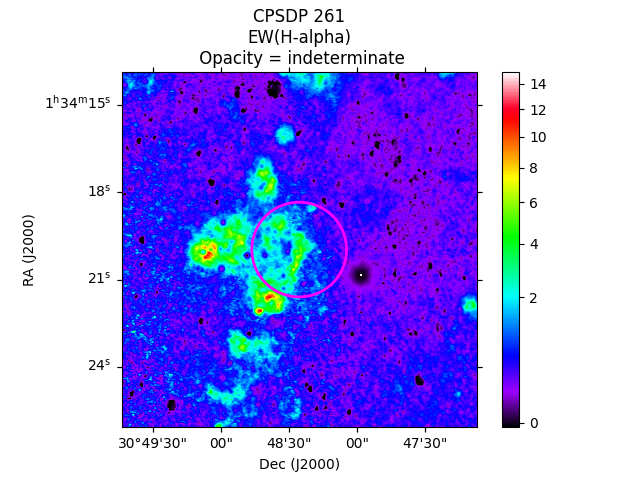 CPSDP 261
EW(H-alpha)
Opacity = indeterminate
1ʰ34ᵐ15ˢ
18ˢ
21ˢ
24ˢ
RA (J2000)
30°49'30"
00"
48'30"
00"
47'30"
Dec (J2000)
14
12
10
8
6
4
2
0